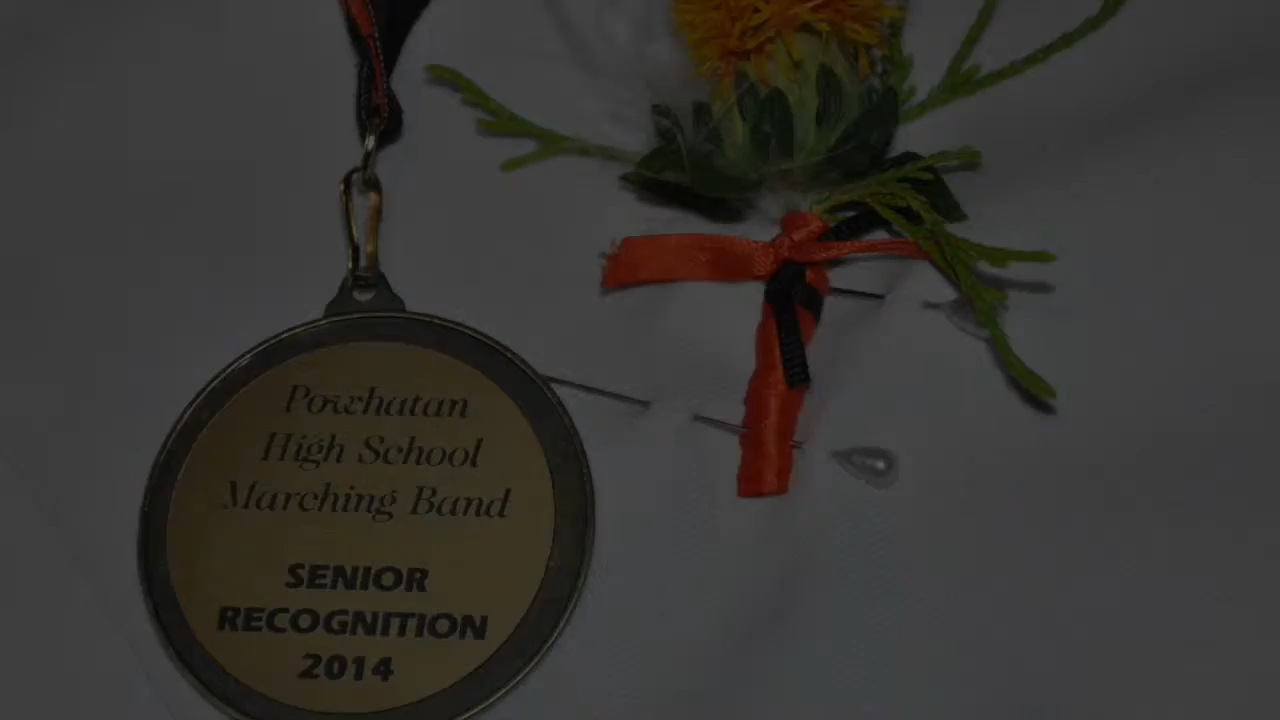 Powhatan
High School
Marching Band
SENIOR
RECOGNITION
2014